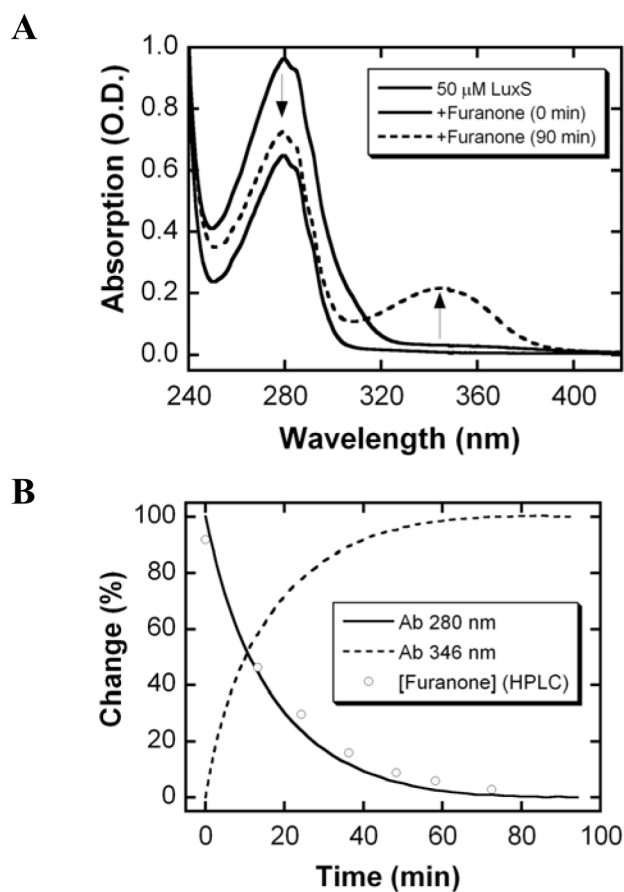 A
Absorption (O.D.)
1.0
0.8
0.6
0.4
0.2
0.0
50 μM LuxS
+Furanone (0 min)
+Furanone (90 min)
240 280 320 360 400
Wavelength (nm)
B
Change (%)
100
80
60
40
20
0
Ab 280 nm
Ab 346 nm
[Furanone] (HPLC)
0 20 40 60 80 100
Time (min)